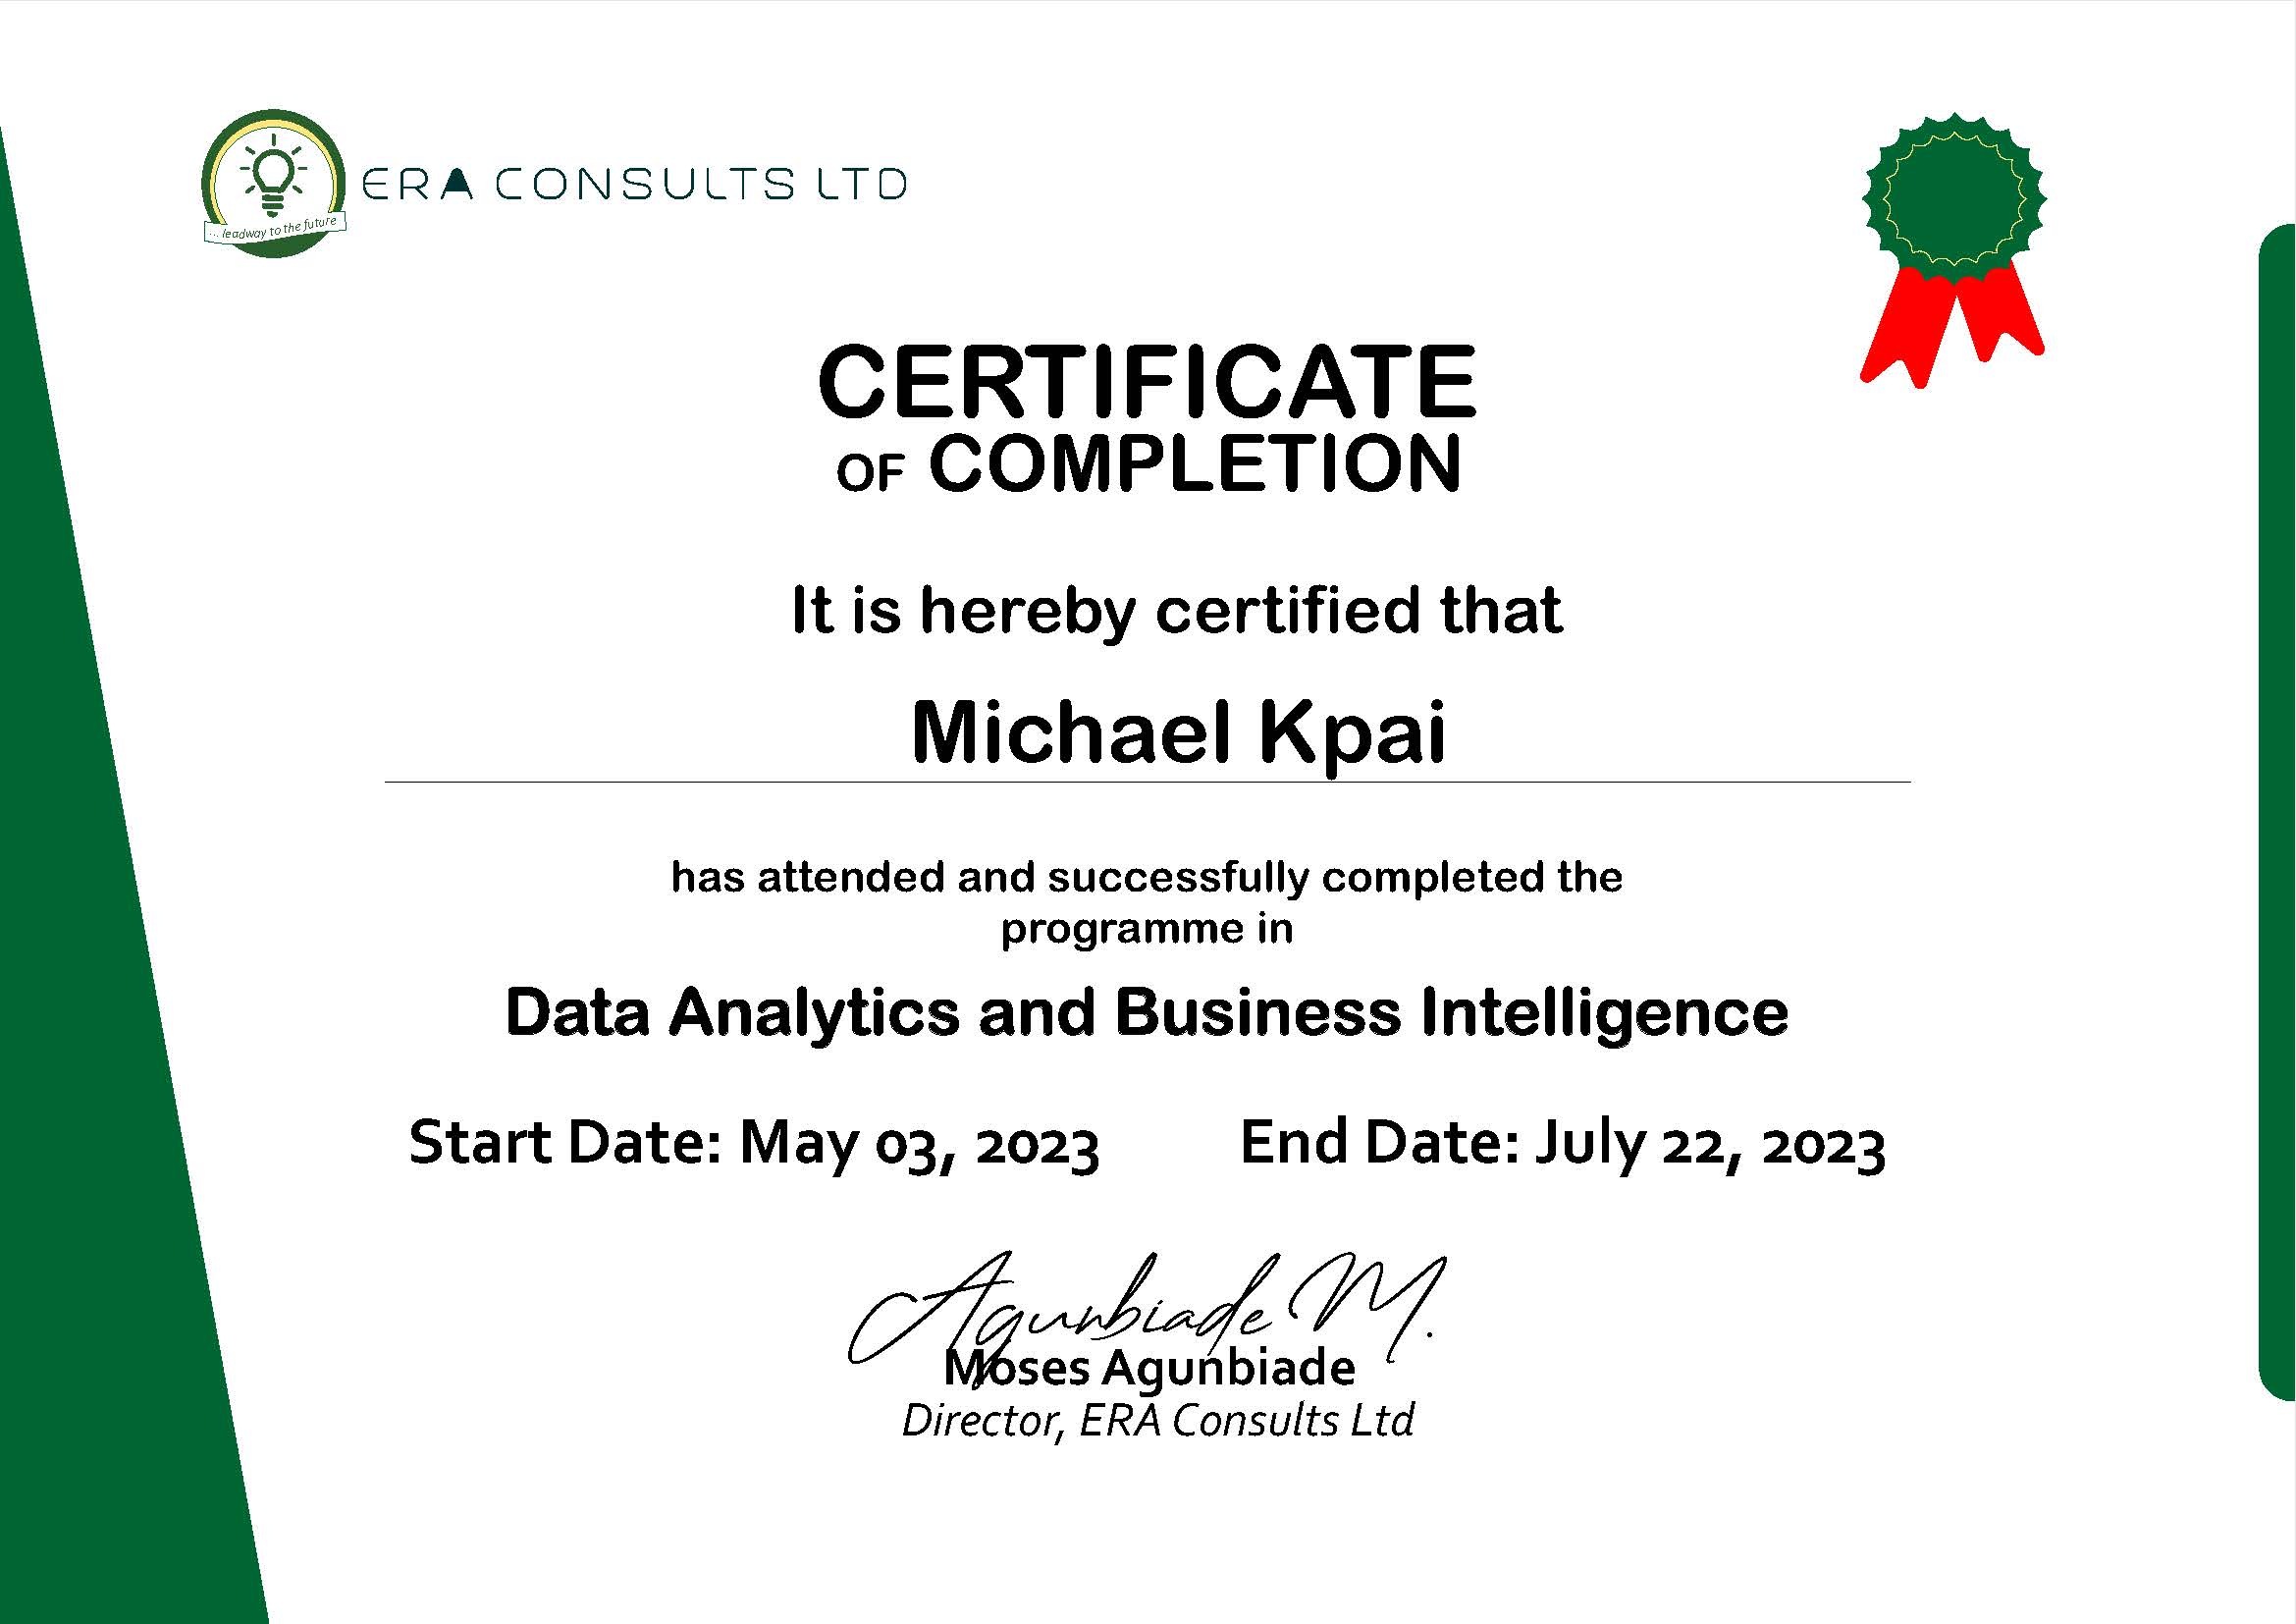 ERA CONSULTS LTD
... leadway to the future
CERTIFICATE
OF COMPLETION
It is hereby certified that
Michael Kpai
has attended and successfully completed the
programme in
Data Analytics and Business Intelligence
Start Date: May 03, 2023 End Date: July 22, 2023
Agunbiade M.
Moses Agunbiade
Director, ERA Consults Ltd